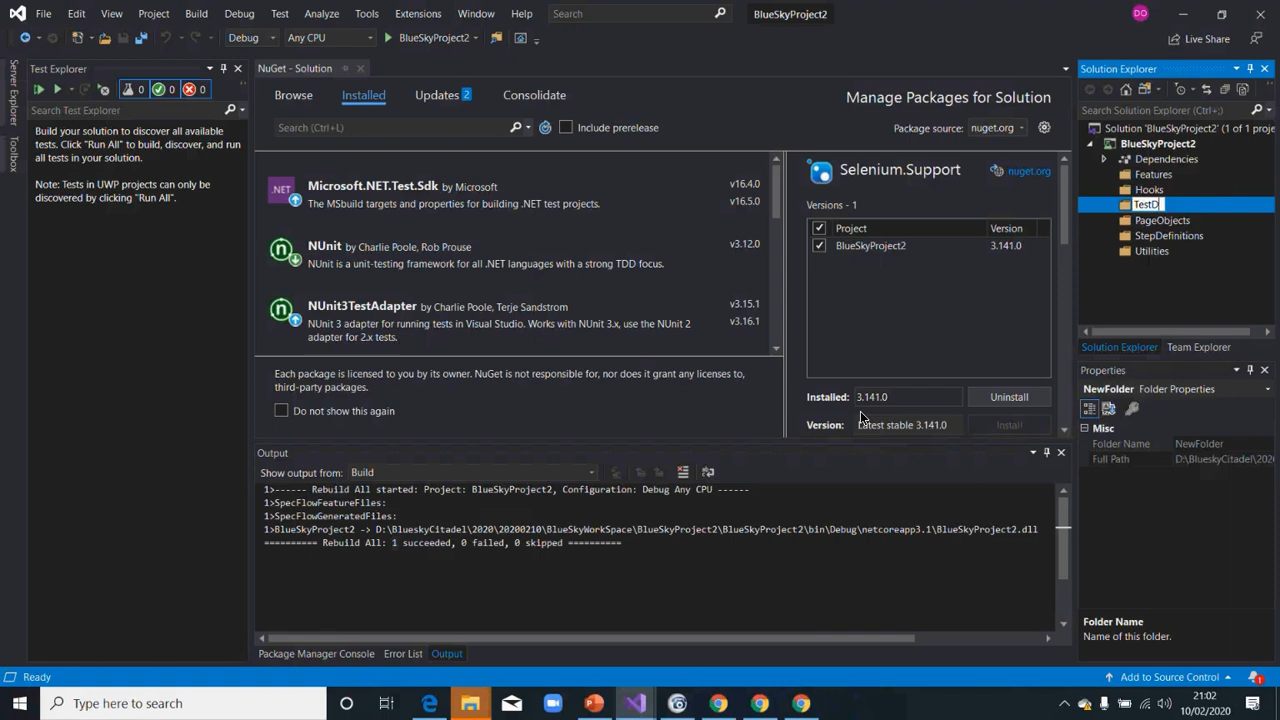 File Edit View Project Build Debug Test Analyze Tools Extensions Window Help Search BlueSkyProject2 DO
Debug Any CPU BlueSkyProject2 Live Share
Server Explorer
Toolbox
Test Explorer
0 0 0
Search Test Explorer
Build your solution to discover all available
tests. Click "Run All" to build, discover, and
run all tests in your solution.
Note: Tests in UWP projects can only be
discovered by clicking "Run All".
NuGet - Solution
Browse Installed Updates 2 Consolidate
Manage Packages for Solution
Search (Ctrl+L) Include prerelease
Package source: nuget.org
.NET
Microsoft.NET.Test.Sdk by Microsoft v16.4.0
The MSbuild targets and properties for building .NET test projects. v16.5.0
NUnit by Charlie Poole, Rob Prouse v3.12.0
NUnit is a unit-testing framework for all .NET languages with a strong TDD focus.
NUnit3TestAdapter by Charlie Poole, Terje Sandstrom v3.15.1
NUnit 3 adapter for running tests in Visual Studio. Works with NUnit 3.x, use the NUnit 2 v3.16.1
adapter for 2.x tests.
Each package is licensed to you by its owner. NuGet is not responsible for, nor does it grant any licenses to,
third-party packages.
Do not show this again
Selenium.Support nuget.org
Versions - 1
Project Version
BlueSkyProject2 3.141.0
Installed: 3.141.0 Uninstall
Version: Latest stable 3.141.0 Install
Output
Show output from: Build
1>------ Rebuild All started: Project: BlueSkyProject2, Configuration: Debug Any CPU ------
1>SpecFlowFeatureFiles:
1>SpecFlowGeneratedFiles:
1>BlueSkyProject2 -> D:\BlueskyCitadel\2020\20200210\BlueSkyWorkSpace\BlueSkyProject2\BlueSkyProject2\bin\Debug\netcoreapp3.1\BlueSkyProject2.dll
========== Rebuild All: 1 succeeded, 0 failed, 0 skipped ==========
Package Manager Console Error List Output
Solution Explorer
Search Solution Explorer (Ctrl+;)
Solution 'BlueSkyProject2' (1 of 1 proje
BlueSkyProject2
Dependencies
Features
Hooks
TestD
PageObjects
StepDefinitions
Utilities
Solution Explorer Team Explorer
Properties
NewFolder Folder Properties
Misc
Folder Name NewFolder
Full Path D:\BlueskyCitadel\202
Folder Name
Name of this folder.
Ready Add to Source Control 1
Type here to search
21:02
10/02/2020